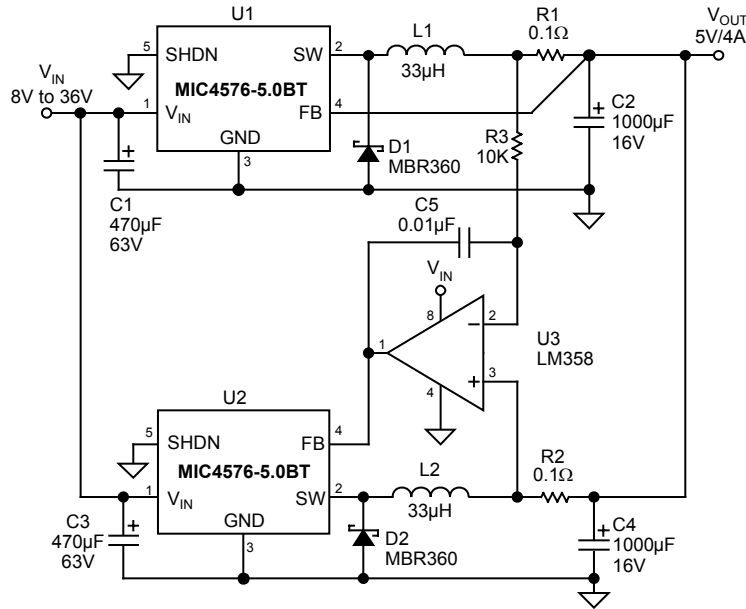 U1
R1
0.1Ω
VOUT
5V/4A
L1
33µH
5
SHDN
SW
2
MIC4576-5.0BT
VIN
8V to 36V
1
VIN
FB
4
GND
3
D1
MBR360
C2
1000µF
16V
R3
10K
C1
470µF
63V
C5
0.01µF
VIN
8
2
1
3
4
U3
LM358
U2
5
SHDN
FB
4
MIC4576-5.0BT
1
VIN
SW
2
L2
33µH
R2
0.1Ω
GND
3
C3
470µF
63V
D2
MBR360
C4
1000µF
16V